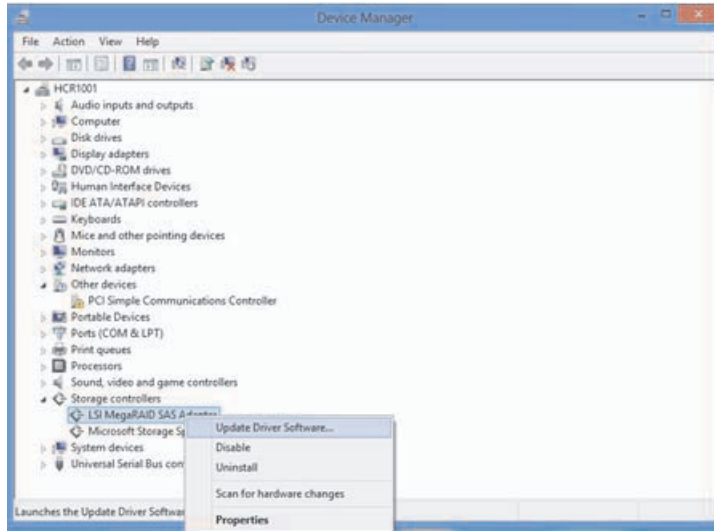 Device Manager
File Action View Help
HCR1001
Audio inputs and outputs
Computer
Disk drives
Display adapters
DVD/CD-ROM drives
Human Interface Devices
IDE ATA/ATAPI controllers
Keyboards
Mice and other pointing devices
Monitors
Network adapters
Other devices
PCI Simple Communications Controller
Portable Devices
Ports (COM & LPT)
Print queues
Processors
Sound, video and game controllers
Storage controllers
LSI MegaRAID SAS Adapter
Microsoft Storage Sp
System devices
Universal Serial Bus con
Update Driver Software...
Disable
Uninstall
Scan for hardware changes
Properties
Launches the Update Driver Softwar